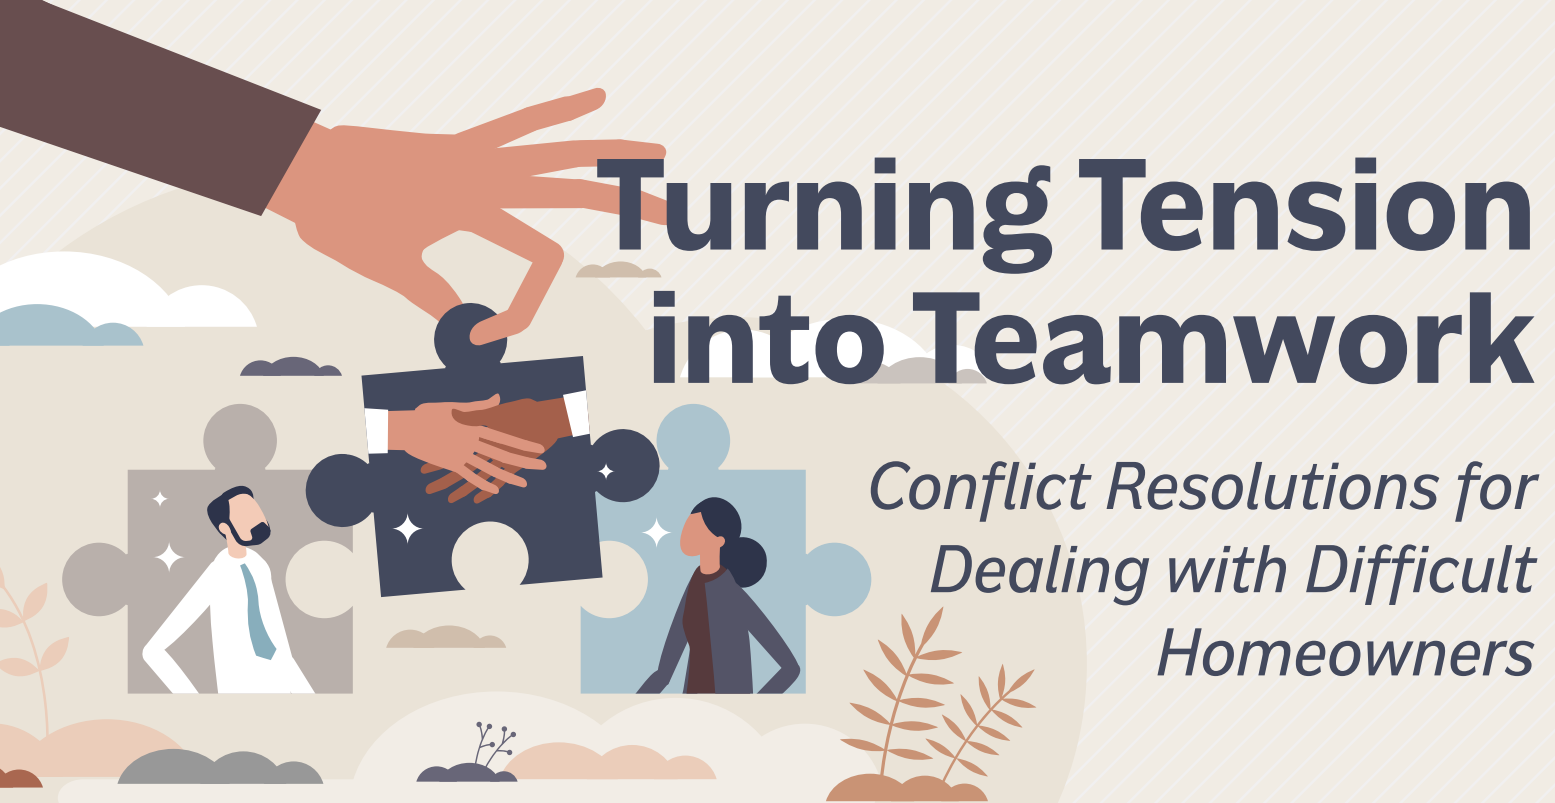 Turning Tension
into Teamwork
Conflict Resolutions for
Dealing with Difficult
Homeowners